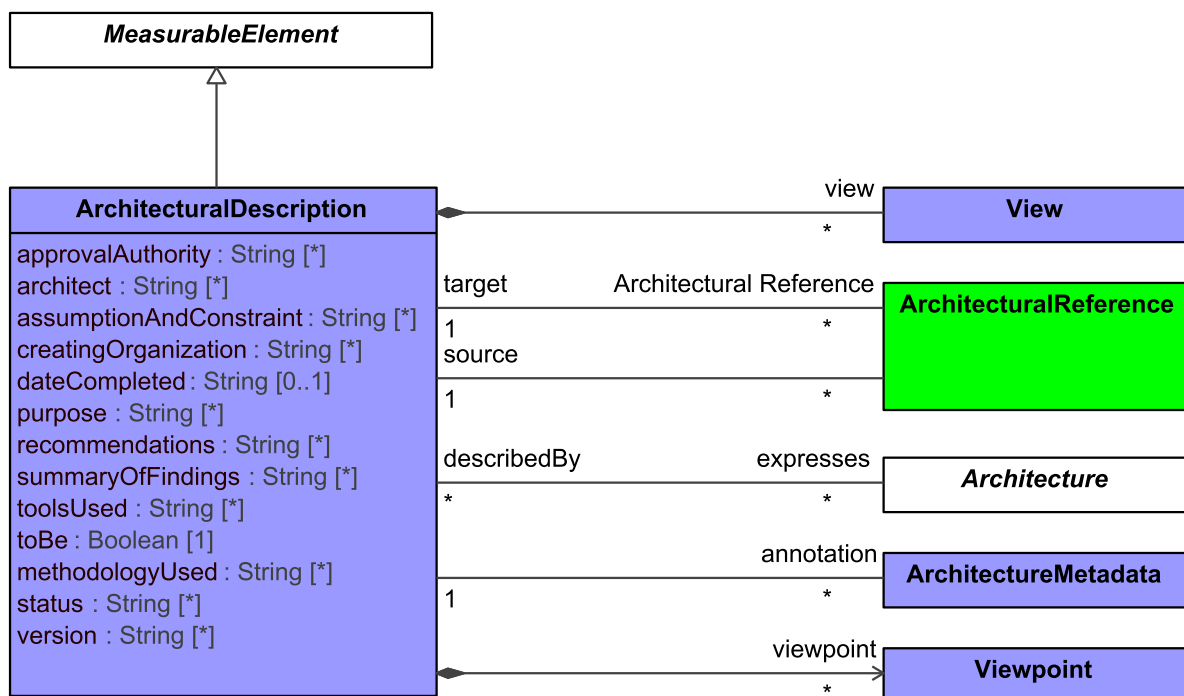 MeasurableElement
ArchitecturalDescription
approvalAuthority : String [*]
architect : String [*]
assumptionAndConstraint : String [*]
creatingOrganization : String [*]
dateCompleted : String [0..1]
purpose : String [*]
recommendations : String [*]
summaryOfFindings : String [*]
toolsUsed : String [*]
toBe : Boolean [1]
methodologyUsed : String [*]
status : String [*]
version : String [*]
view
*
View
target
Architectural Reference
1
*
source
1
*
ArchitecturalReference
describedBy
expresses
*
*
Architecture
annotation
1
*
ArchitectureMetadata
viewpoint
*
Viewpoint